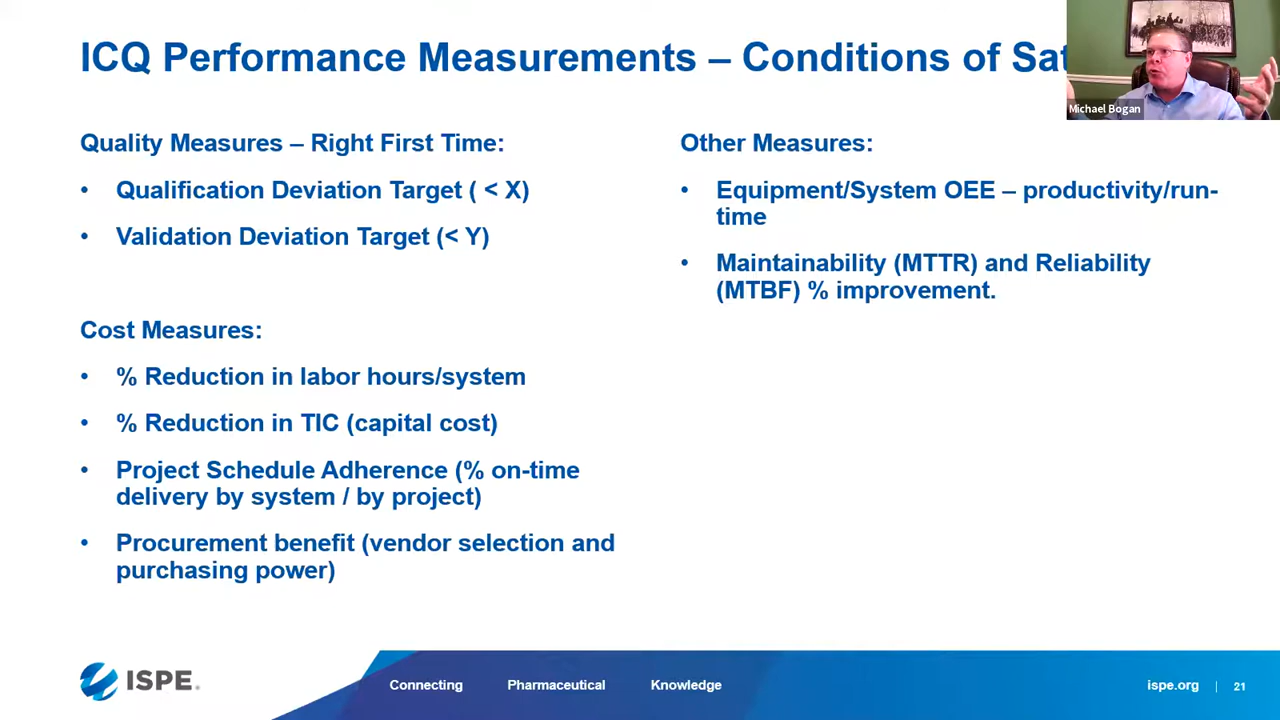 ICQ Performance Measurements – Conditions of
Michael Bogan
Quality Measures – Right First Time:
• Qualification Deviation Target ( < X)
• Validation Deviation Target (< Y)
Cost Measures:
• % Reduction in labor hours/system
• % Reduction in TIC (capital cost)
• Project Schedule Adherence (% on-time
delivery by system / by project)
• Procurement benefit (vendor selection and
purchasing power)
Other Measures:
• Equipment/System OEE – productivity/run-
time
• Maintainability (MTTR) and Reliability
(MTBF) % improvement.
ISPE.
Connecting Pharmaceutical Knowledge
ispe.org | 21